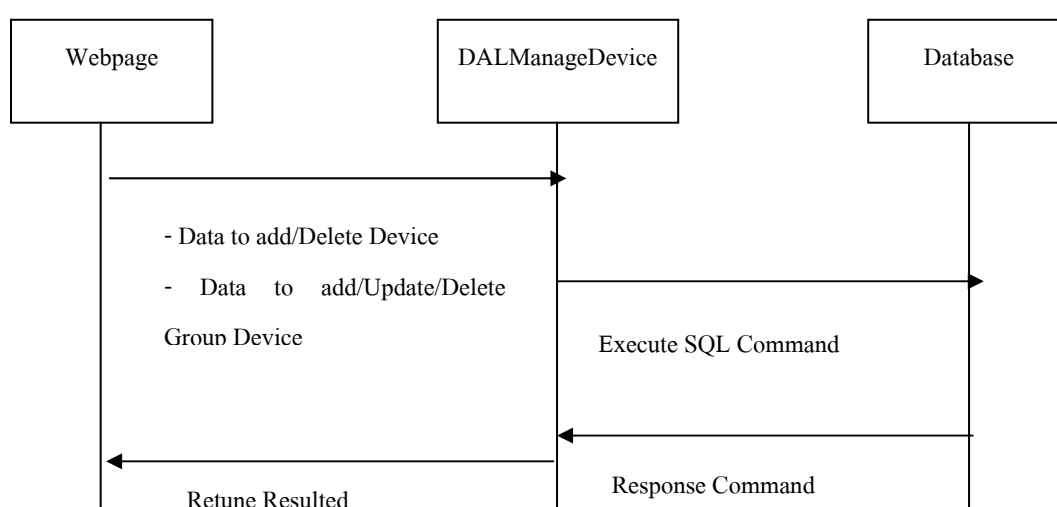 Webpage
DALManageDevice
Database
- Data to add/Delete Device
- Data to add/Update/Delete
Group Device
Execute SQL Command
Response Command
Retune Resulted